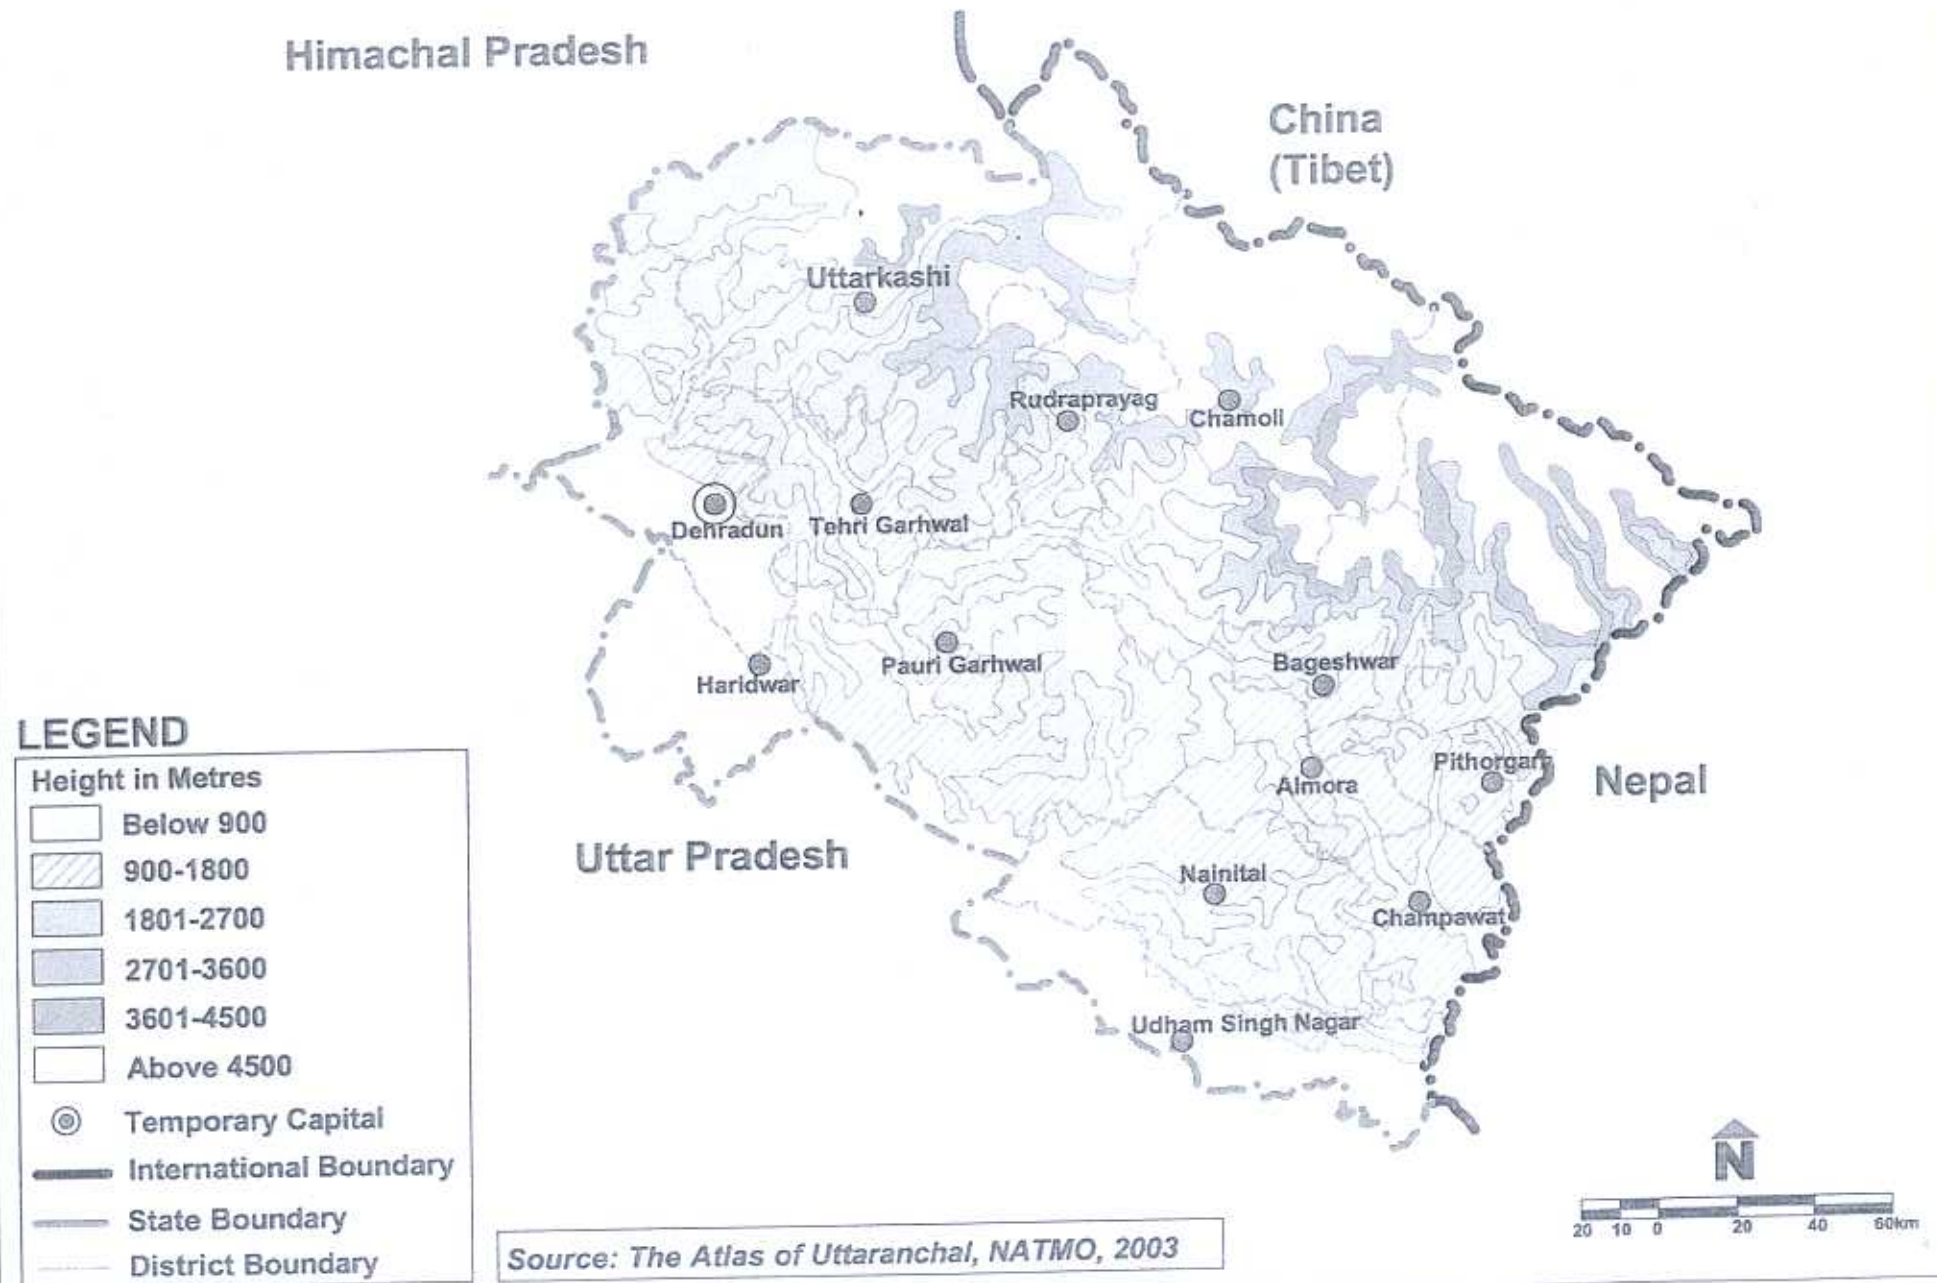 Himachal Pradesh
China
(Tibet)
Uttarkashi
Rudraprayag
Chamoli
Dehradun
Tehri Garhwal
Pauri Garhwal
Haridwar
Bageshwar
Almora
Pithorgarh
Nepal
Uttar Pradesh
Nainital
Champawat
Udham Singh Nagar
LEGEND
Height in Metres
Below 900
900-1800
1801-2700
2701-3600
3601-4500
Above 4500
Temporary Capital
International Boundary
State Boundary
District Boundary
Source: The Atlas of Uttaranchal, NATMO, 2003
N
20 10 0 20 40 60km